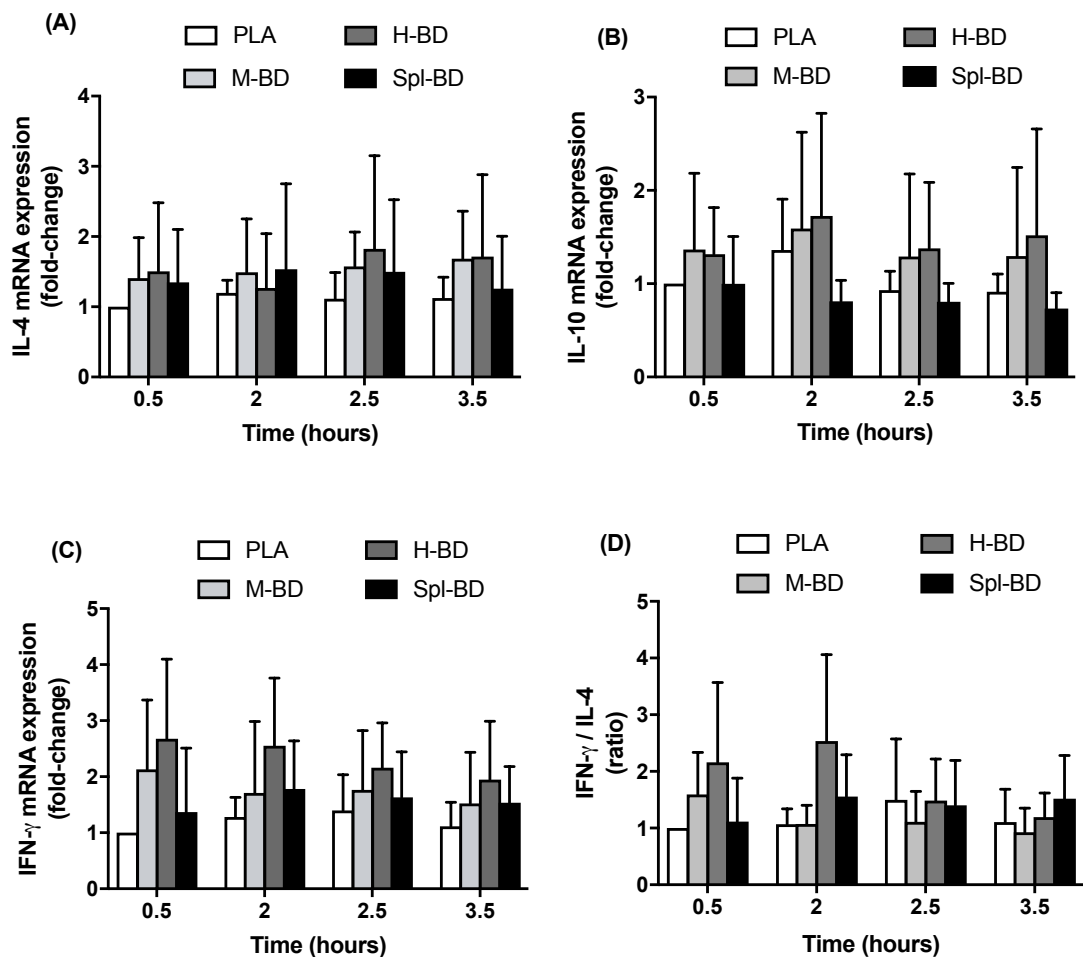 (A)
PLA
H-BD
M-BD
Spl-BD
IL-4 mRNA expression
(fold-change)
4
3
2
1
0
0.5 2 2.5 3.5
Time (hours)
(B)
PLA
H-BD
M-BD
Spl-BD
IL-10 mRNA expression
(fold-change)
3
2
1
0
0.5 2 2.5 3.5
Time (hours)
(C)
PLA
H-BD
M-BD
Spl-BD
IFN-γ mRNA expression
(fold-change)
5
4
3
2
1
0
0.5 2 2.5 3.5
Time (hours)
(D)
PLA
H-BD
M-BD
Spl-BD
IFN-γ / IL-4
(ratio)
5
4
3
2
1
0
0.5 2 2.5 3.5
Time (hours)